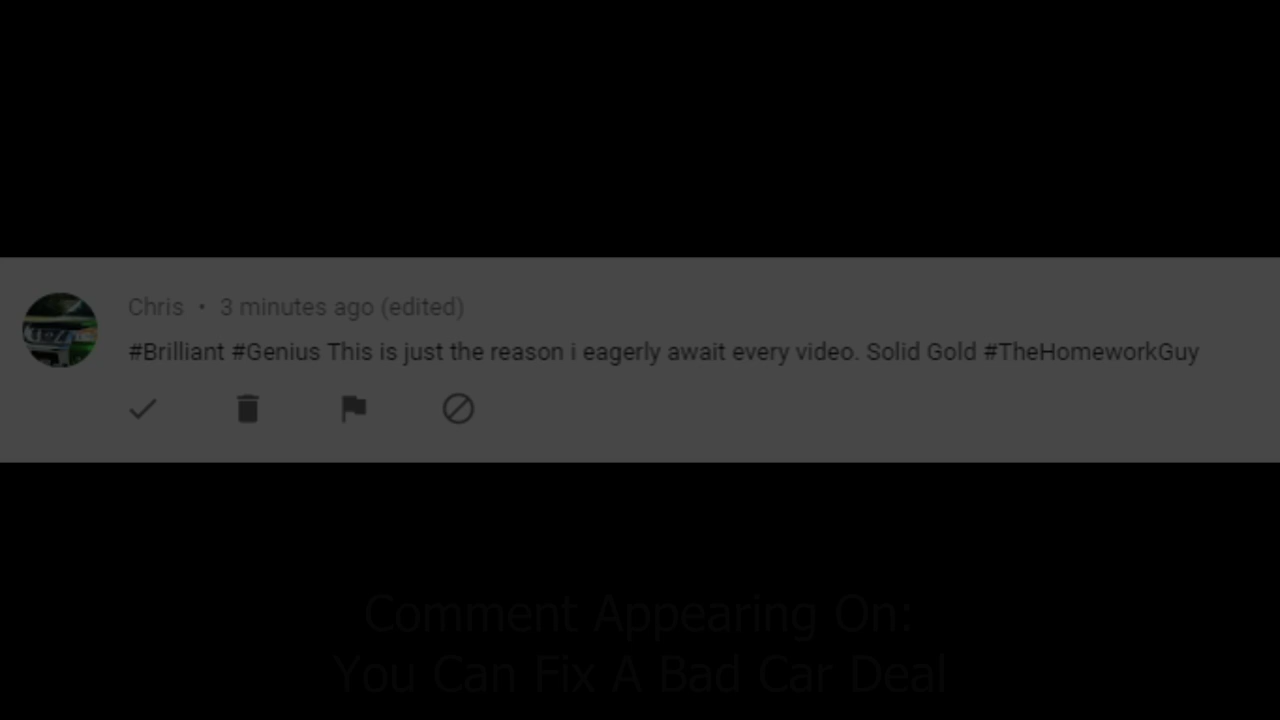 Chris • 3 minutes ago (edited)
#Brilliant #Genius This is just the reason i eagerly await every video. Solid Gold #TheHomeworkGuy
Comment Appearing On:
You Can Fix A Bad Car Deal